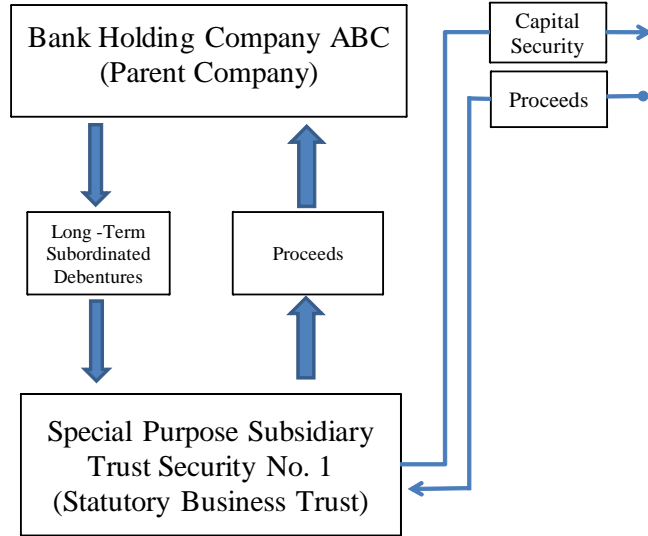 Bank Holding Company ABC
(Parent Company)
Capital
Security
Proceeds
Long -Term
Subordinated
Debentures
Proceeds
Special Purpose Subsidiary
Trust Security No. 1
(Statutory Business Trust)